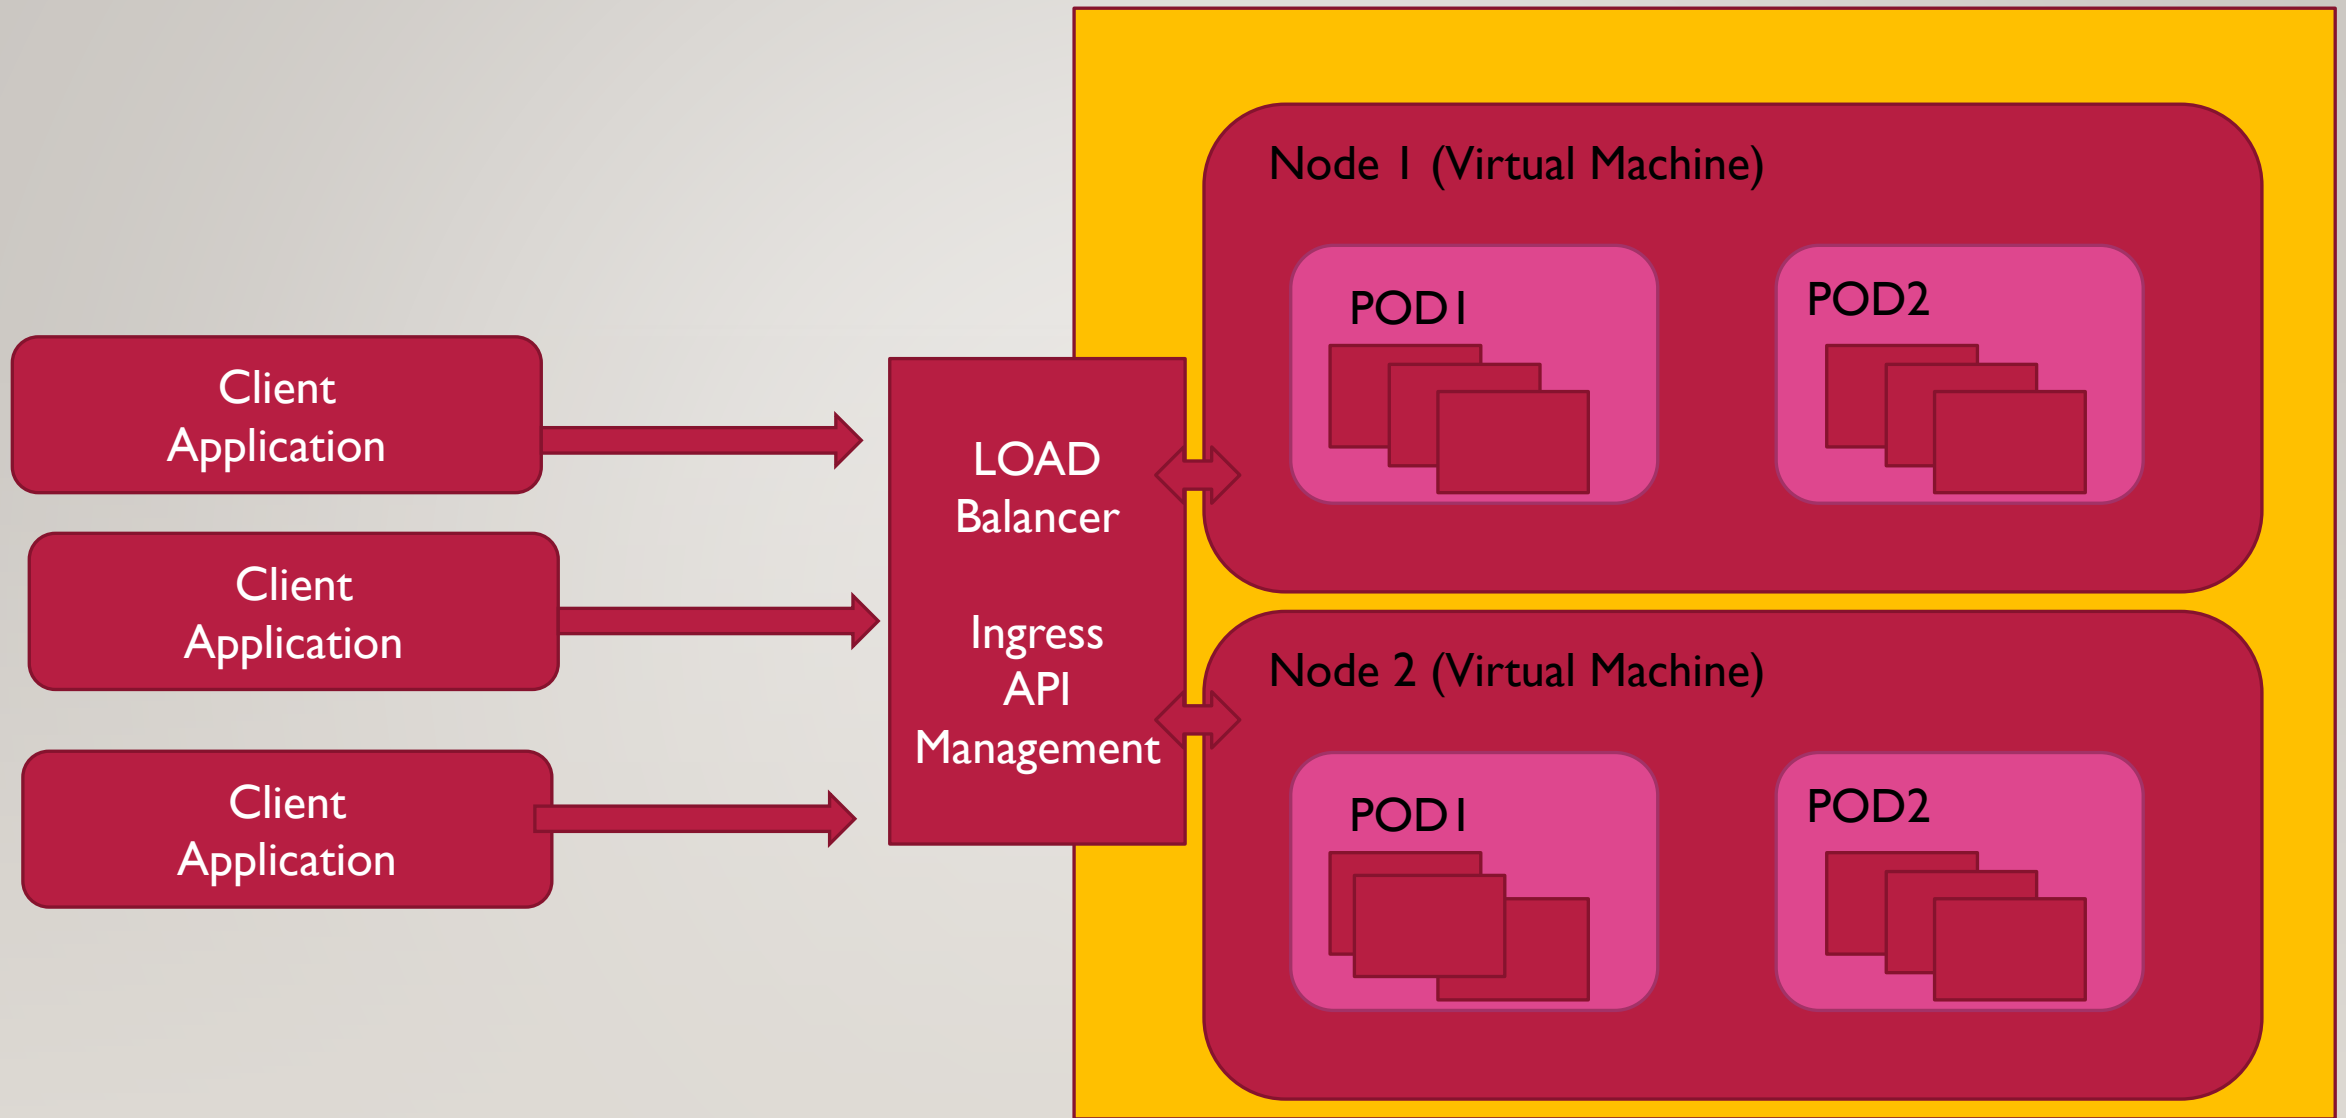 Client
Application
Client
Application
Client
Application
LOAD
Balancer
Ingress
API
Management
Node 1 (Virtual Machine)
POD1
POD2
Node 2 (Virtual Machine)
POD1
POD2